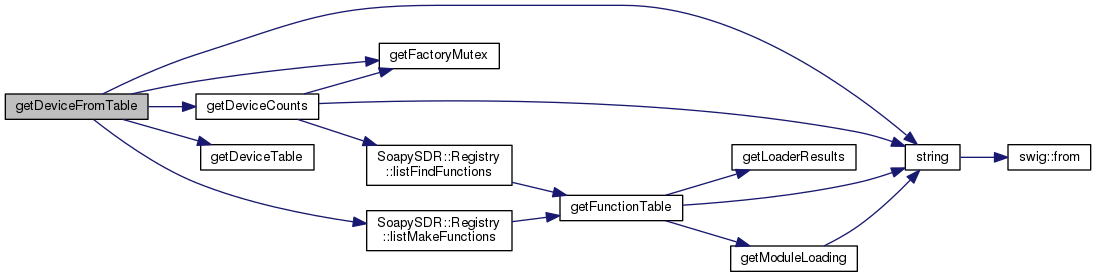 getDeviceFromTable
getFactoryMutex
getDeviceCounts
getDeviceTable
SoapySDR::Registry
::listFindFunctions
SoapySDR::Registry
::listMakeFunctions
getFunctionTable
getLoaderResults
getModuleLoading
string
swig::from